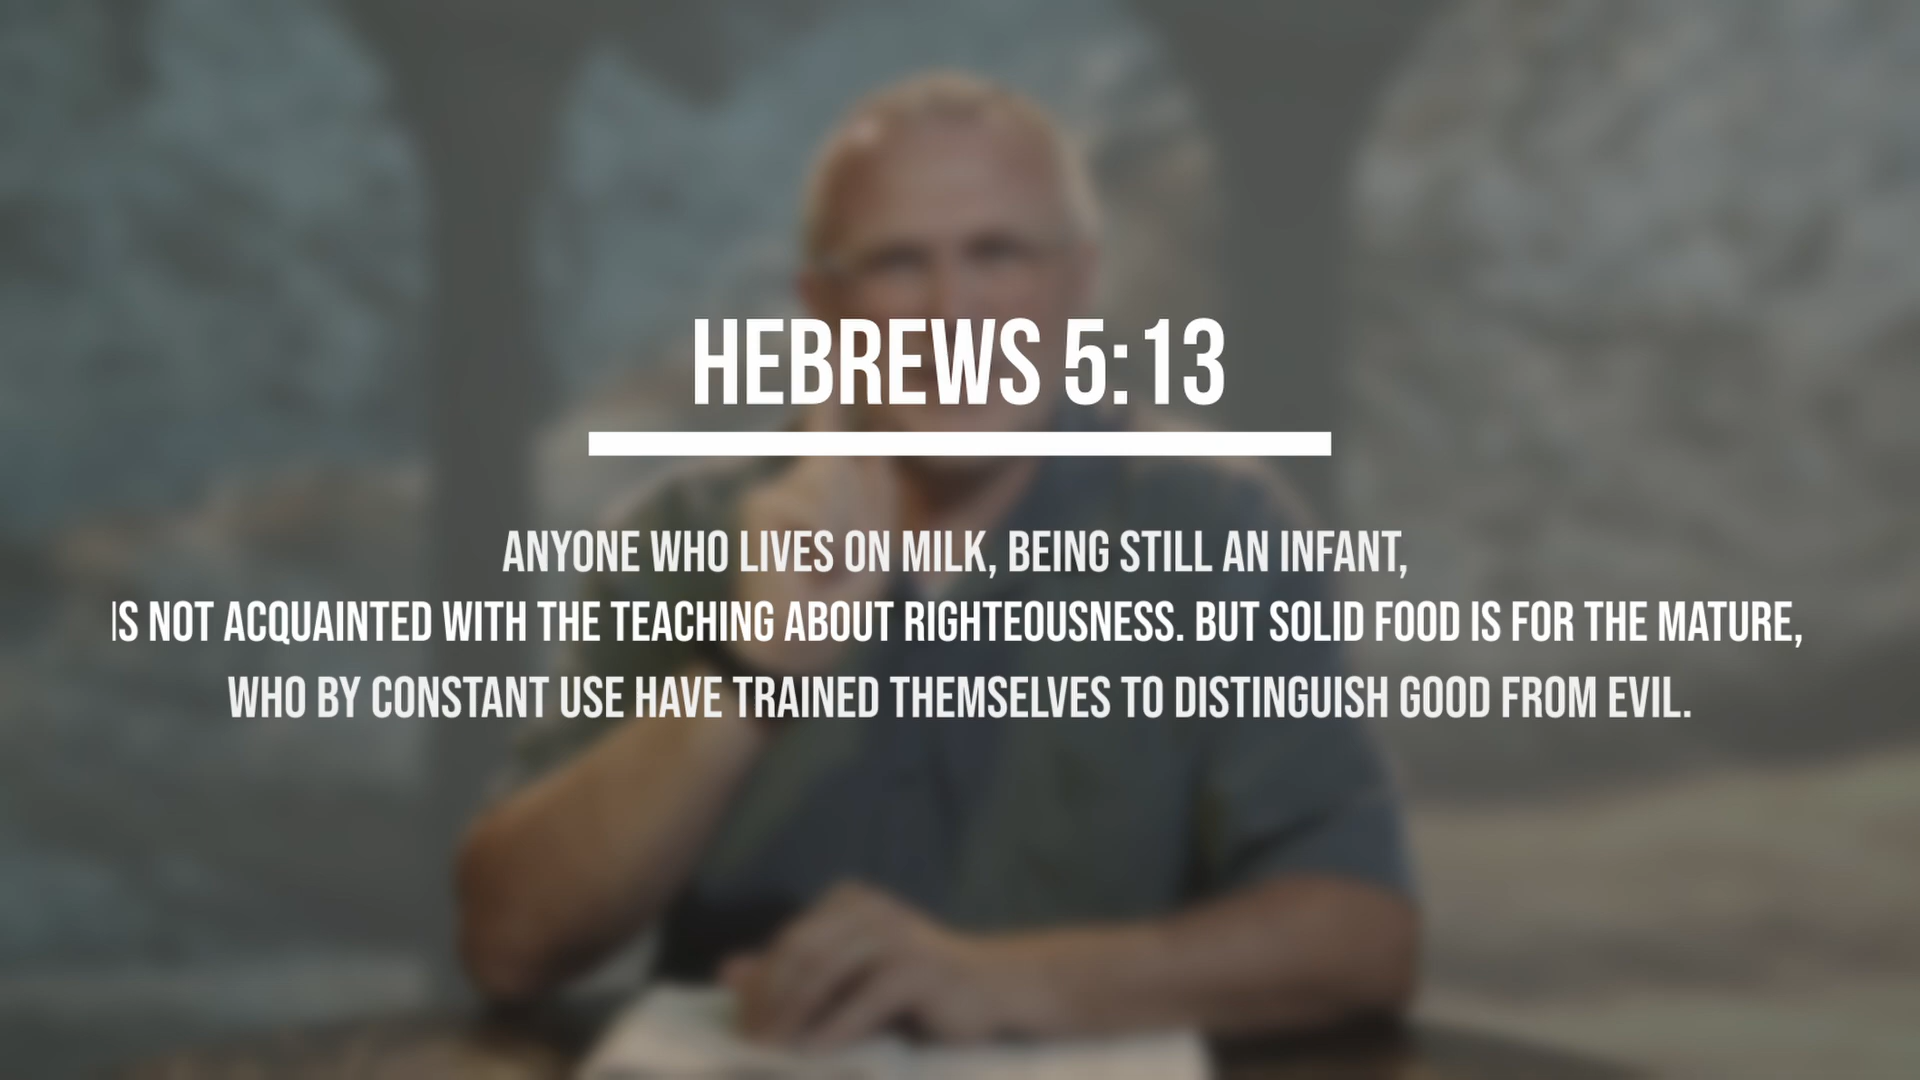 HEBREWS 5:13
ANYONE WHO LIVES ON MILK, BEING STILL AN INFANT,
IS NOT ACQUAINTED WITH THE TEACHING ABOUT RIGHTEOUSNESS. BUT SOLID FOOD IS FOR THE MATURE,
WHO BY CONSTANT USE HAVE TRAINED THEMSELVES TO DISTINGUISH GOOD FROM EVIL.